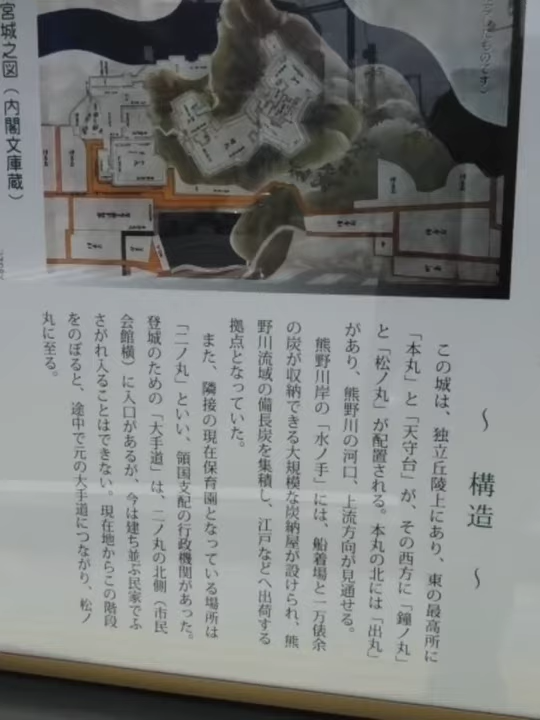 宮城之図（内閣文庫蔵）
～ 構造 ～
この城は、独立丘陵上にあり、東の最高所に
「本丸」と「天守台」が、その西方に「鐘ノ丸」
と「松ノ丸」が配置される。本丸の北には「出丸」
があり、熊野川の河口、上流方向が見通せる。
熊野川岸の「水ノ手」には、船着場と一万俵余
の炭が収納できる大規模な炭納屋が設けられ、熊
野川流域の備長炭を集積し、江戸などへ出荷する
拠点となっていた。
また、隣接の現在保育園となっている場所は
「二ノ丸」といい、領国支配の行政機関があった。
登城のための「大手道」は、二ノ丸の北側（市民
会館横）に入口があるが、今は建ち並ぶ民家でふ
さがれ入ることはできない。現在地からこの階段
をのぼると、途中で元の大手道につながり、松ノ
丸に至る。